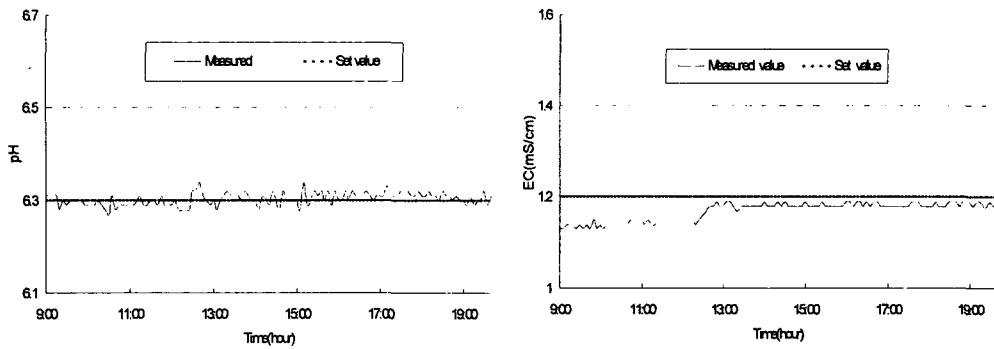 6.7
Measured Set value
6.5
pH
6.3
6.1
9:00 11:00 13:00 15:00 17:00 19:00
Time(hour)
1.6
Measured value Set value
1.4
EC(mS/cm)
1.2
1
9:00 11:00 13:00 15:00 17:00 19:00
Time(hour)